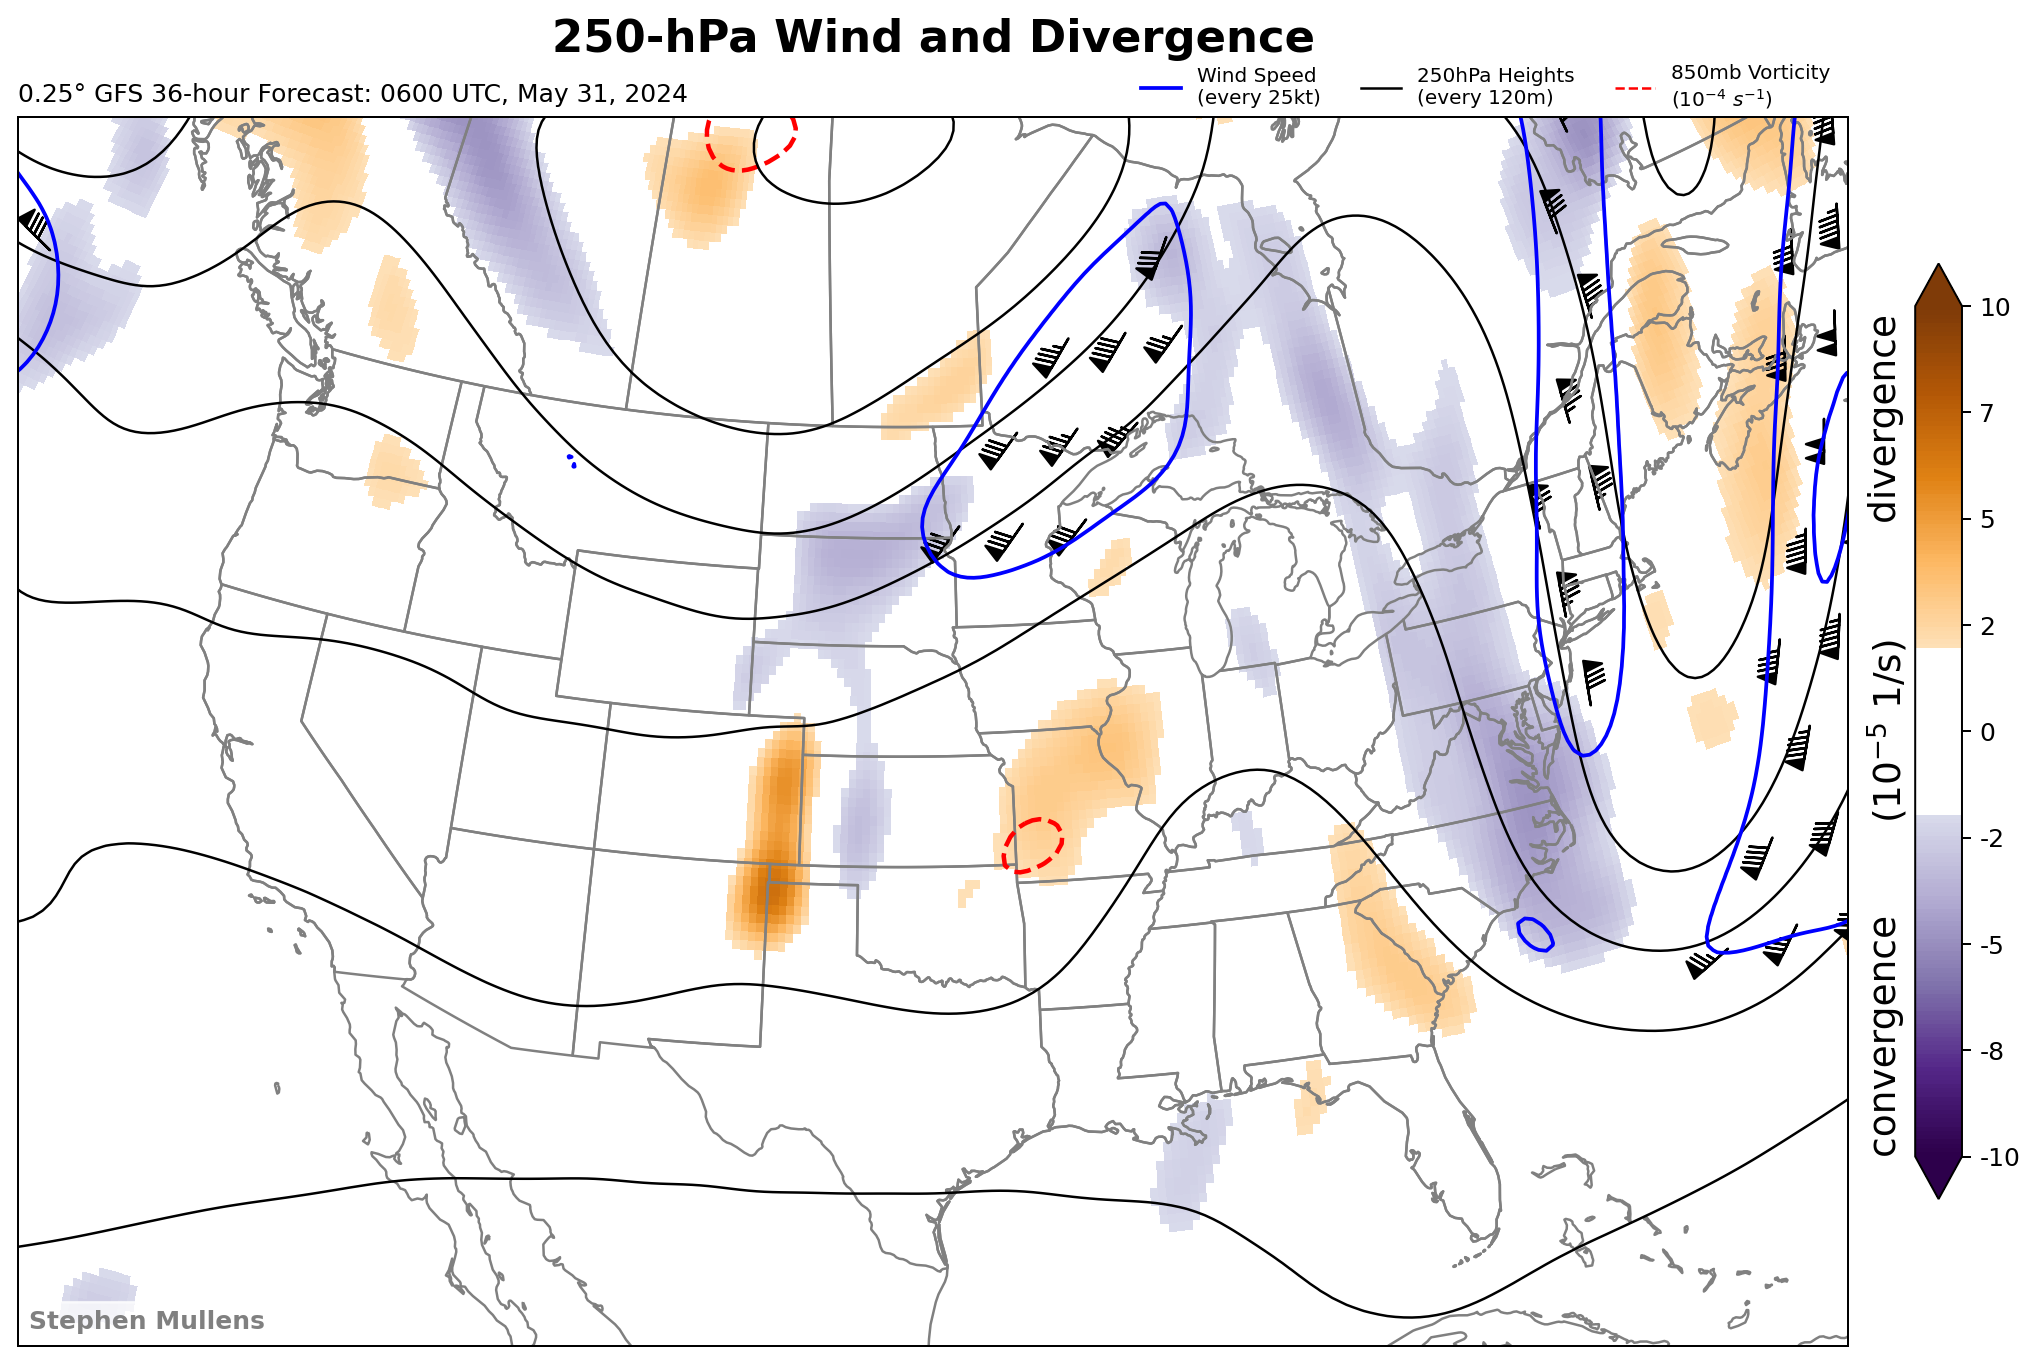 250-hPa Wind and Divergence
0.25° GFS 36-hour Forecast: 0600 UTC, May 31, 2024
Wind Speed
(every 25kt)
250hPa Heights
(every 120m)
850mb Vorticity
(10⁻⁴ s⁻¹)
10
7
5
2
0
-2
-5
-8
-10
convergence (10⁻⁵ 1/s) divergence
Stephen Mullens